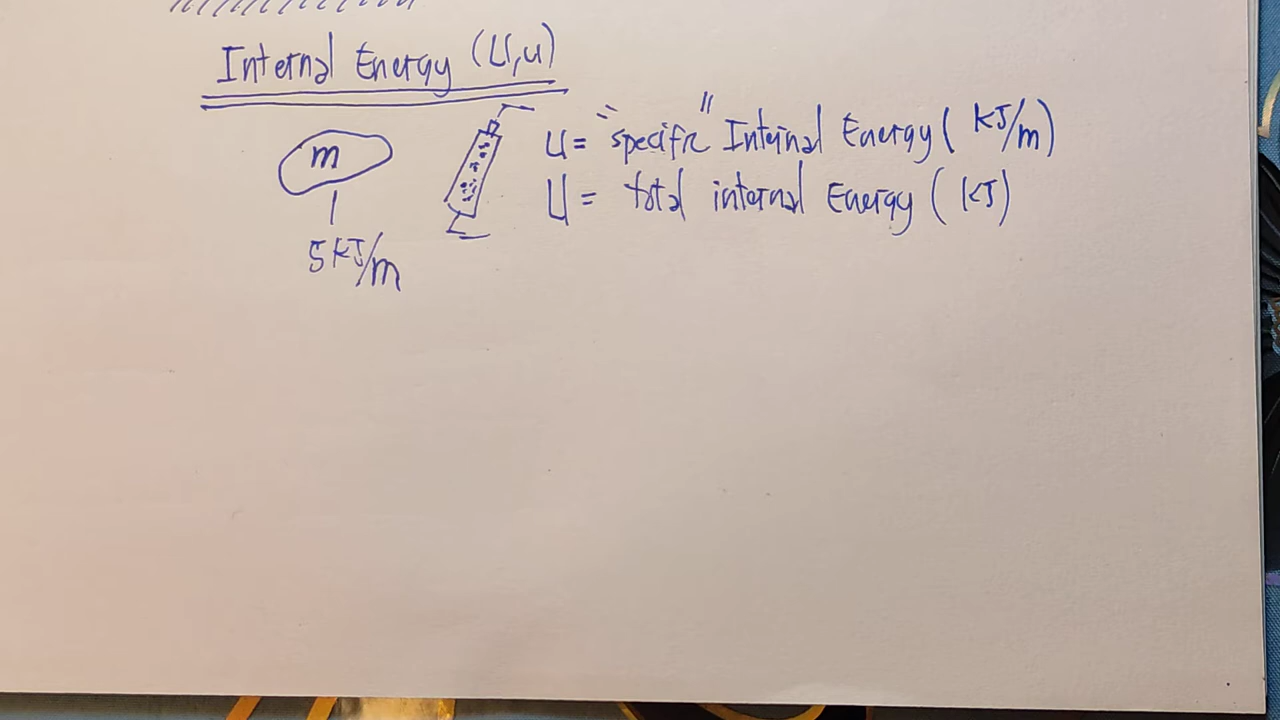 Internal Energy (U,u)
m
5 kJ/m
u = "specific" Internal Energy ( kJ/m)
U = total internal Energy ( kJ)